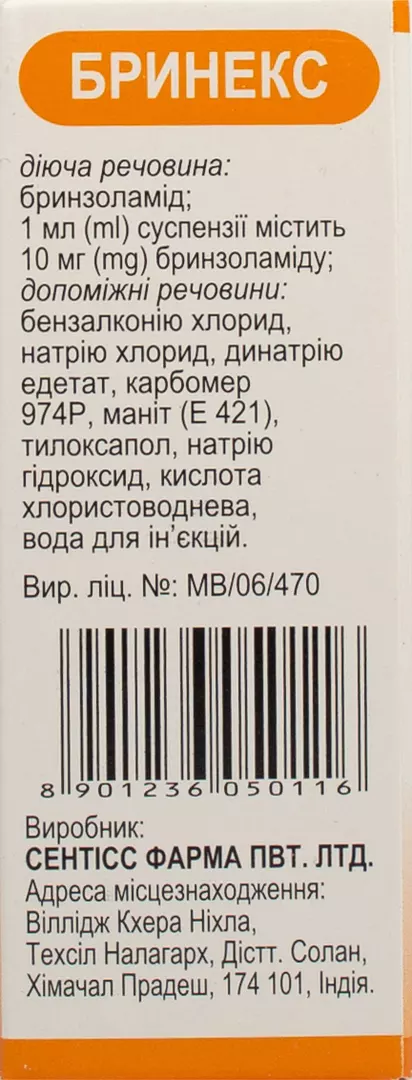 БРИНЕКС
діюча речовина:
бринзоламід;
1 мл (ml) суспензії містить
10 мг (mg) бринзоламіду;
допоміжні речовини:
бензалконію хлорид,
натрію хлорид, динатрію
едетат, карбомер
974Р, маніт (Е 421),
тилоксапол, натрію
гідроксид, кислота
хлористоводнева,
вода для ін’єкцій.
Вир. ліц. №: МВ/06/470
8 901236 050116
Виробник:
СЕНТІСС ФАРМА ПВТ. ЛТД.
Адреса місцезнаходження:
Віллідж Кхера Ніхла,
Техсіл Налагарх, Дістт. Солан,
Хімачал Прадеш, 174 101, Індія.